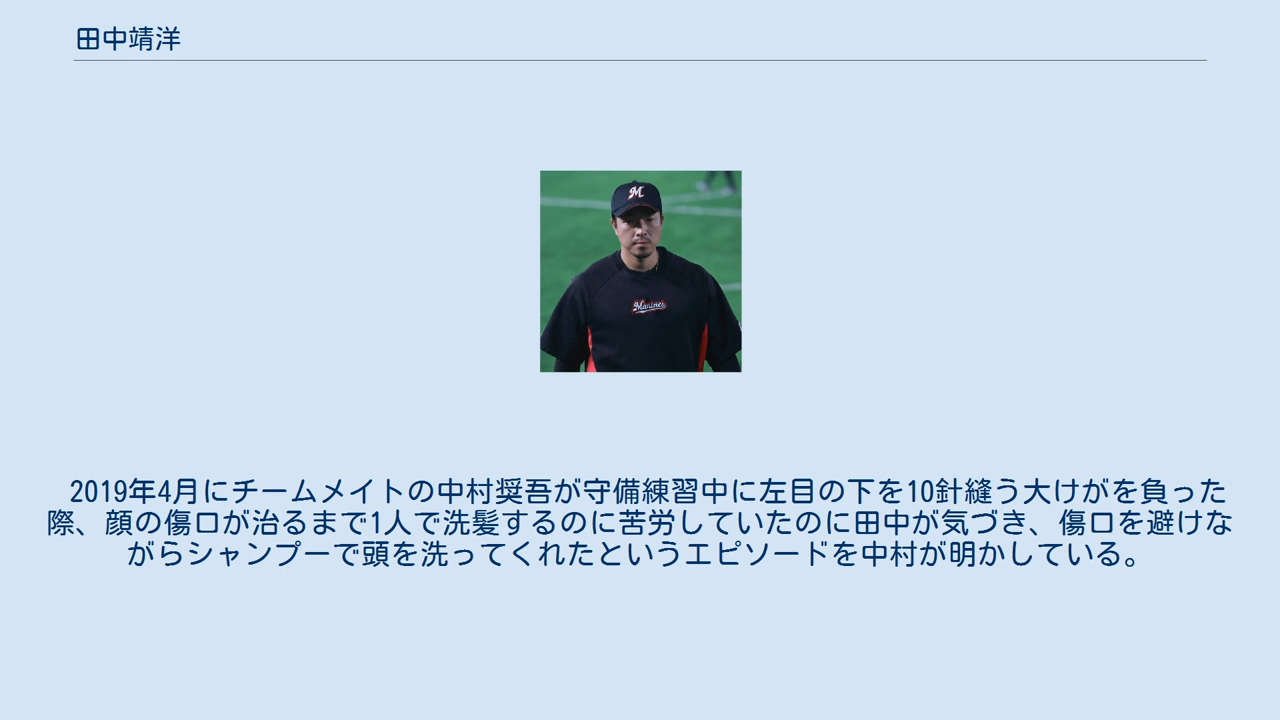 田中靖洋
M
Marines
2019年4月にチームメイトの中村奨吾が守備練習中に左目の下を10針縫う大けがを負った
際、顔の傷口が治るまで1人で洗髪するのに苦労していたのに田中が気づき、傷口を避けな
がらシャンプーで頭を洗ってくれたというエピソードを中村が明かしている。